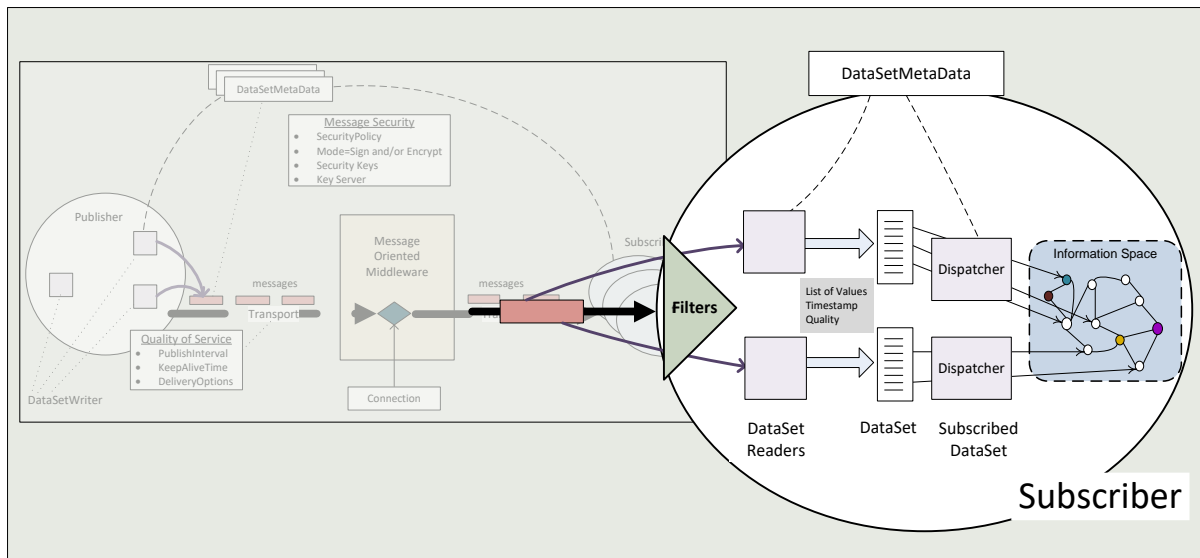 DataSetMetaData
Message Security
• SecurityPolicy
• Mode=Sign and/or Encrypt
• Security Keys
• Key Server
Publisher
Message
Oriented
Middleware
messages
Transport
messages
Quality of Service
• PublishInterval
• KeepAliveTime
• DeliveryOptions
DataSetWriter
Connection
DataSetMetaData
Filters
List of Values
Timestamp
Quality
Dispatcher
Dispatcher
Information Space
DataSet
Readers
DataSet
Subscribed
DataSet
Subscriber